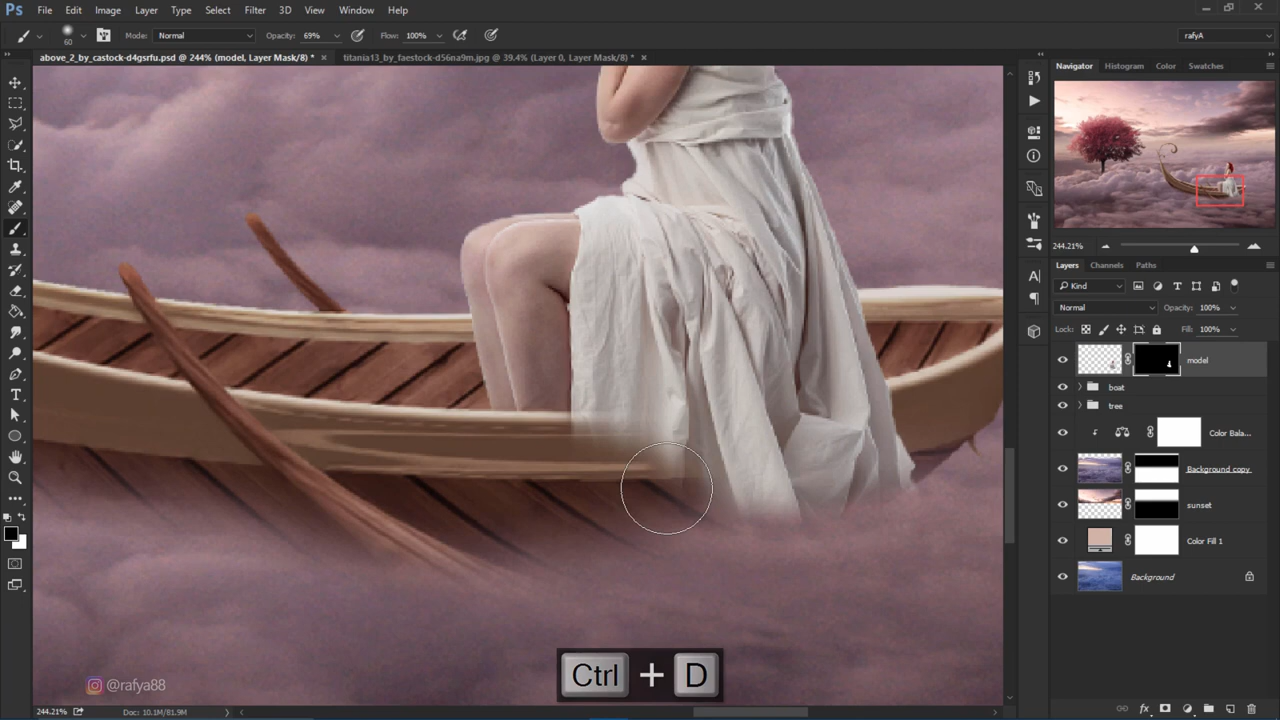 Ps File Edit Image Layer Type Select Filter 3D View Window Help
60 Mode: Normal Opacity: 69% Flow: 100% rafyA
above_2_by_castock-d4gsrfu.psd @ 244% (model, Layer Mask/8) * × titania13_by_faestock-d56na9m.jpg @ 39.4% (Layer 0, Layer Mask/8) * ×
Navigator Histogram Color Swatches
244.21%
Layers Channels Paths
Kind
Normal Opacity: 100%
Lock: Fill: 100%
model
boat
tree
Color Bala...
Background copy
sunset
Color Fill 1
Background
Ctrl + D
@rafya88
244.21% Doc: 10.1M/81.9M
fx